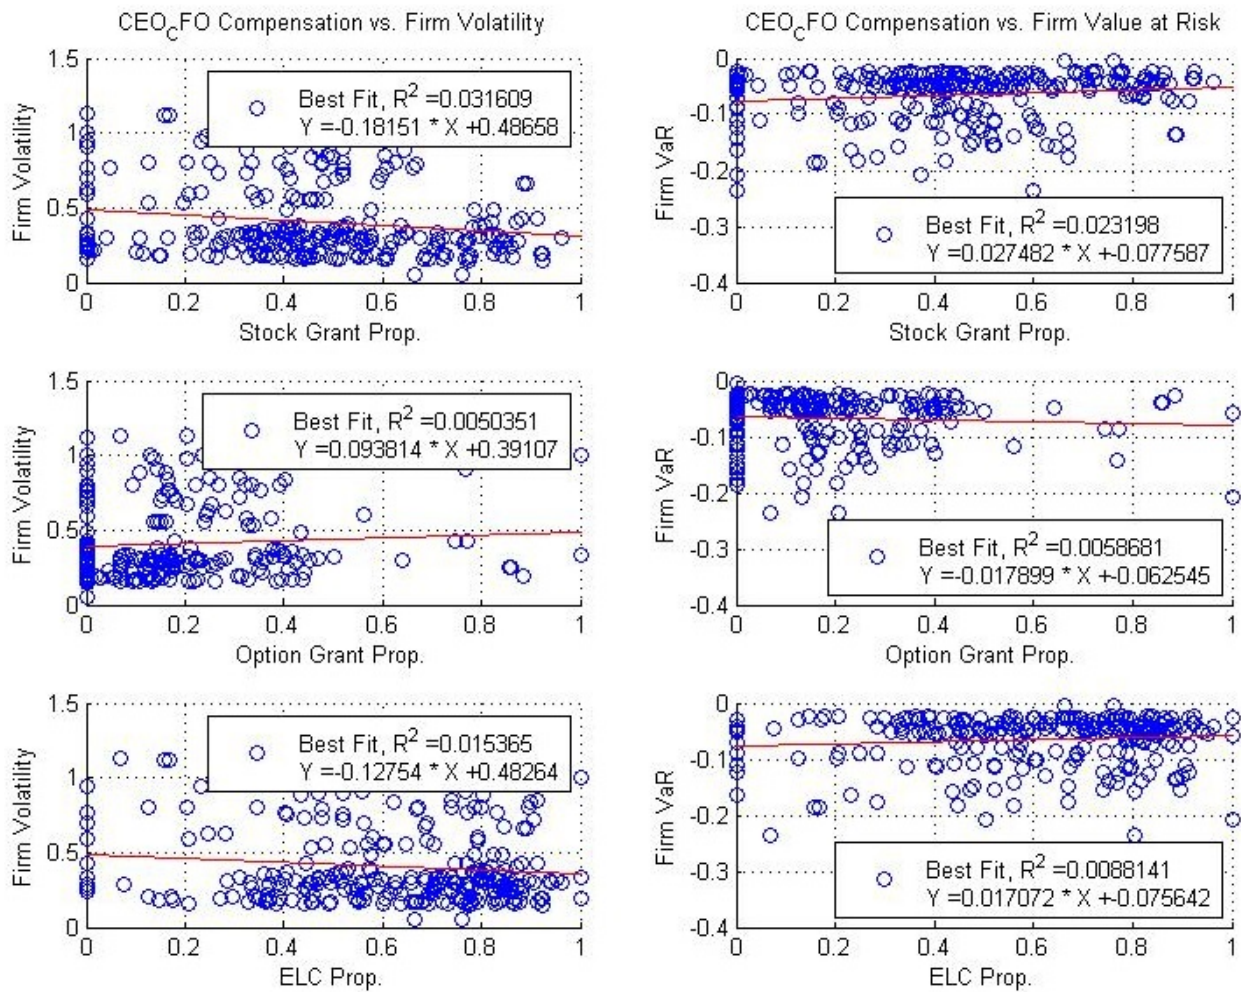 CEO_CFO Compensation vs. Firm Volatility
1.5
1
0.5
0
Firm Volatility
Best Fit, R² =0.031609
Y =-0.18151 * X +0.48658
0 0.2 0.4 0.6 0.8 1
Stock Grant Prop.
CEO_CFO Compensation vs. Firm Value at Risk
0
-0.1
-0.2
-0.3
-0.4
Firm VaR
Best Fit, R² =0.023198
Y =0.027482 * X +-0.077587
0 0.2 0.4 0.6 0.8 1
Stock Grant Prop.
1.5
1
0.5
0
Firm Volatility
Best Fit, R² =0.0050351
Y =0.093814 * X +0.39107
0 0.2 0.4 0.6 0.8 1
Option Grant Prop.
0
-0.1
-0.2
-0.3
-0.4
Firm VaR
Best Fit, R² =0.0058681
Y =-0.017899 * X +-0.062545
0 0.2 0.4 0.6 0.8 1
Option Grant Prop.
1.5
1
0.5
0
Firm Volatility
Best Fit, R² =0.015365
Y =-0.12754 * X +0.48264
0 0.2 0.4 0.6 0.8 1
ELC Prop.
0
-0.1
-0.2
-0.3
-0.4
Firm VaR
Best Fit, R² =0.0088141
Y =0.017072 * X +-0.075642
0 0.2 0.4 0.6 0.8 1
ELC Prop.